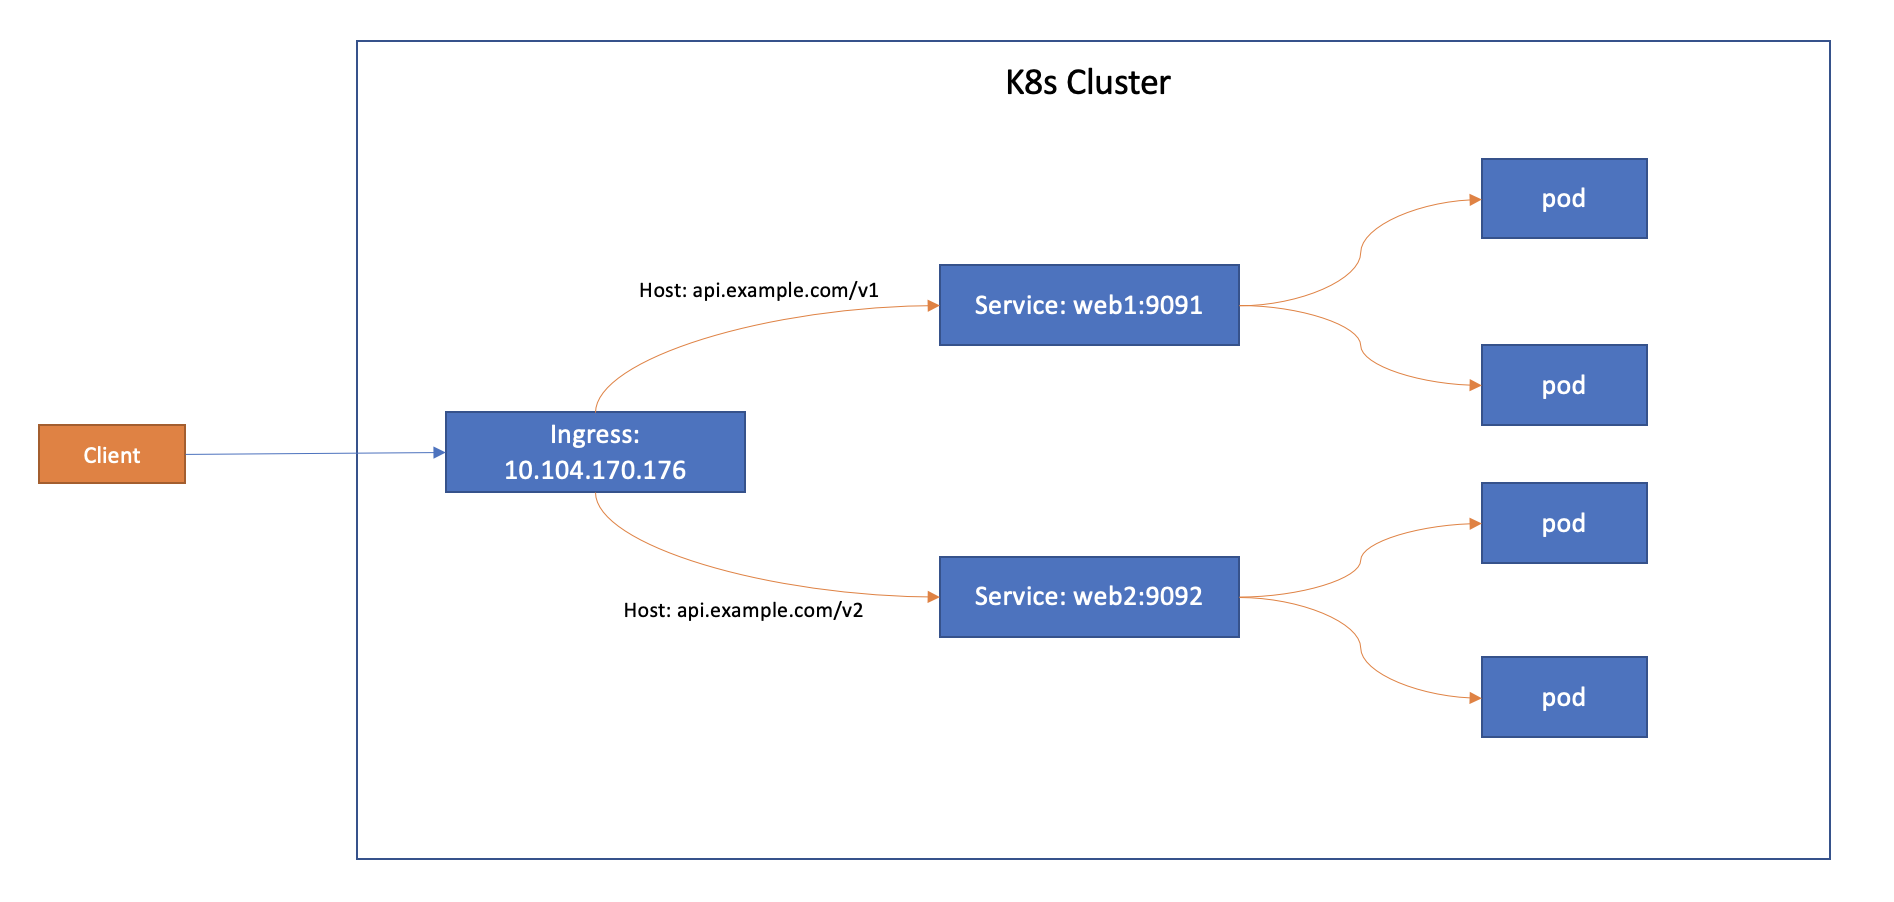 K8s Cluster
Client
Ingress:
10.104.170.176
Host: api.example.com/v1
Service: web1:9091
pod
pod
Host: api.example.com/v2
Service: web2:9092
pod
pod